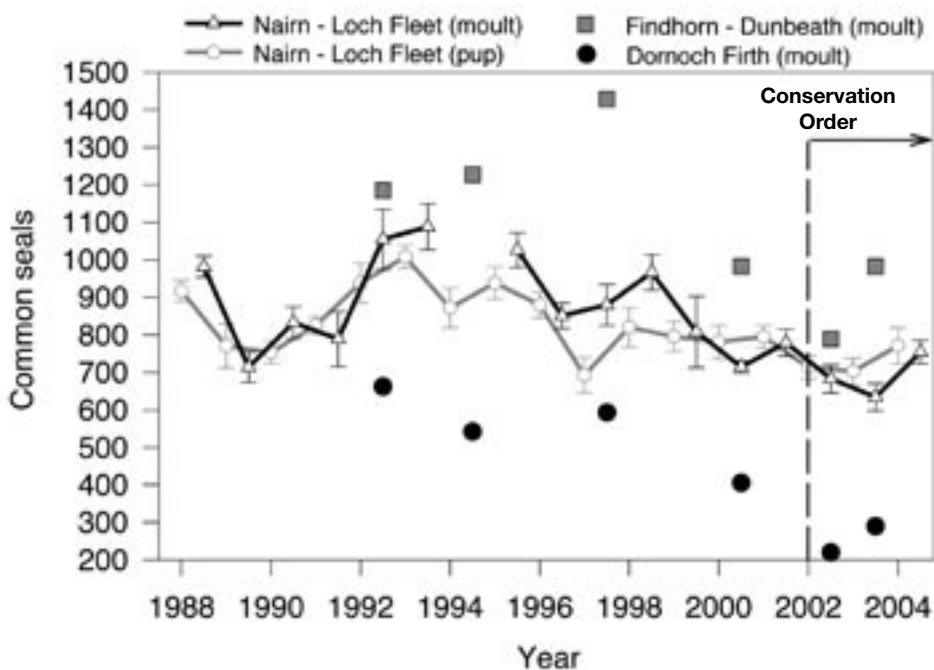 Nairn - Loch Fleet (moult)
Nairn - Loch Fleet (pup)
Findhorn - Dunbeath (moult)
Dornoch Firth (moult)
1500
1400
1300
1200
1100
1000
900
800
700
600
500
400
300
200
Common seals
Conservation
Order
1988 1990 1992 1994 1996 1998 2000 2002 2004
Year